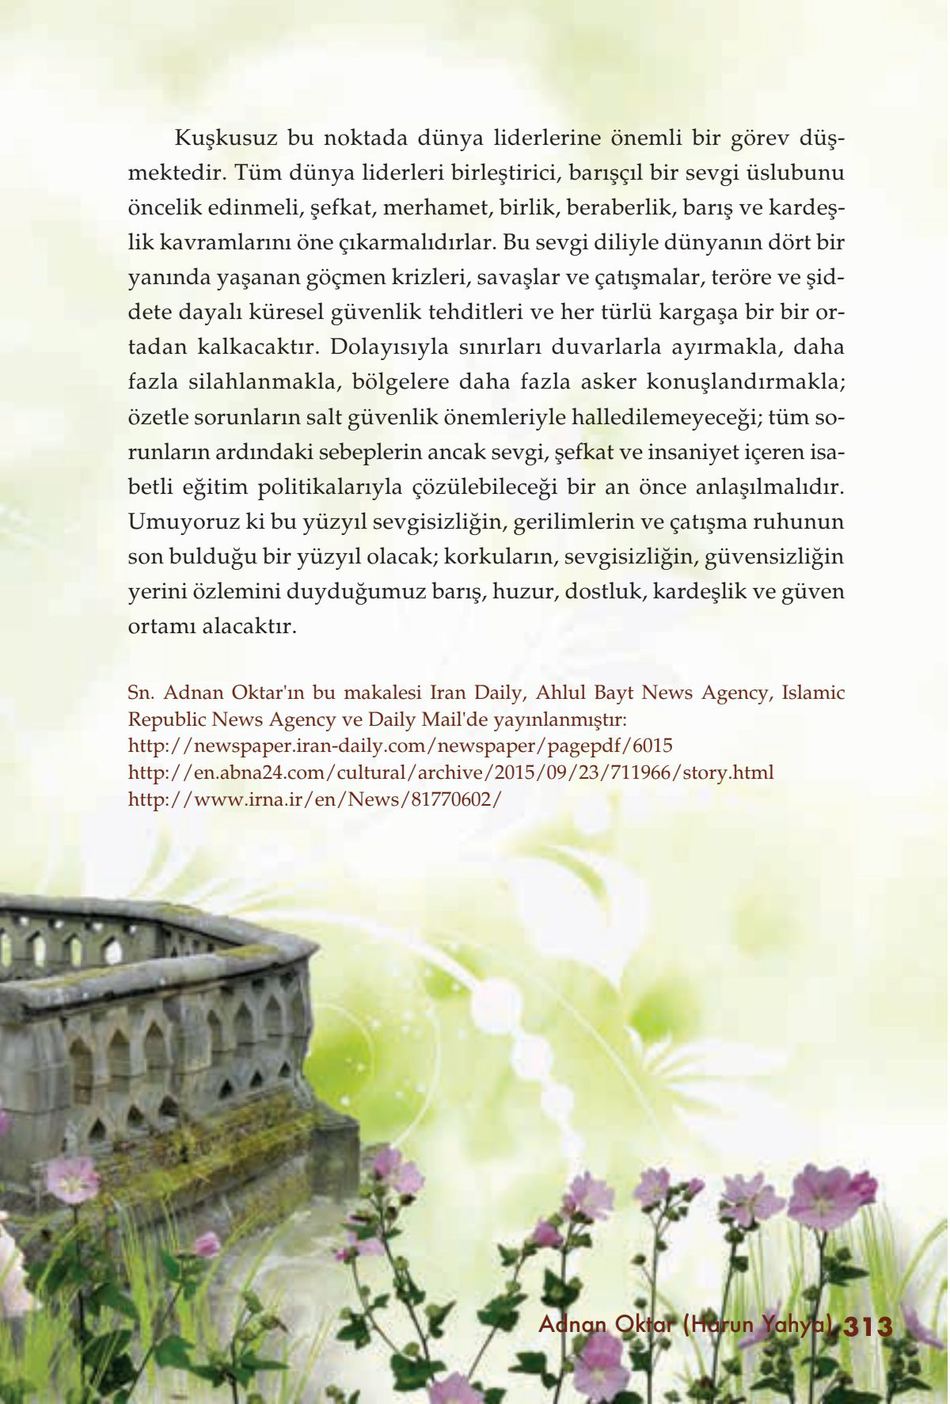 Kuşkusuz bu noktada dünya liderlerine önemli bir görev düş-
mektedir. Tüm dünya liderleri birleştirici, barışçıl bir sevgi üslubunu
öncelik edinmeli, şefkat, merhamet, birlik, beraberlik, barış ve kardeş-
lik kavramlarını öne çıkarmalıdırlar. Bu sevgi diliyle dünyanın dört bir
yanında yaşanan göçmen krizleri, savaşlar ve çatışmalar, teröre ve şid-
dete dayalı küresel güvenlik tehditleri ve her türlü kargaşa bir bir or-
tadan kalkacaktır. Dolayısıyla sınırları duvarlarla ayırmakla, daha
fazla silahlanmakla, bölgelere daha fazla asker konuşlandırmakla;
özetle sorunların salt güvenlik önemleriyle halledilemeyeceği; tüm so-
runların ardındaki sebeplerin ancak sevgi, şefkat ve insaniyet içeren isa-
betli eğitim politikalarıyla çözülebileceği bir an önce anlaşılmalıdır.
Umuyoruz ki bu yüzyıl sevgisizliğin, gerilimlerin ve çatışma ruhunun
son bulduğu bir yüzyıl olacak; korkuların, sevgisizliğin, güvensizliğin
yerini özlemini duyduğumuz barış, huzur, dostluk, kardeşlik ve güven
ortamı alacaktır.
Sn. Adnan Oktar'ın bu makalesi Iran Daily, Ahlul Bayt News Agency, Islamic
Republic News Agency ve Daily Mail'de yayınlanmıştır:
http://newspaper.iran-daily.com/newspaper/pagepdf/6015
http://en.abna24.com/cultural/archive/2015/09/23/711966/story.html
http://www.irna.ir/en/News/81770602/
Adnan Oktar (Harun Yahya) 313